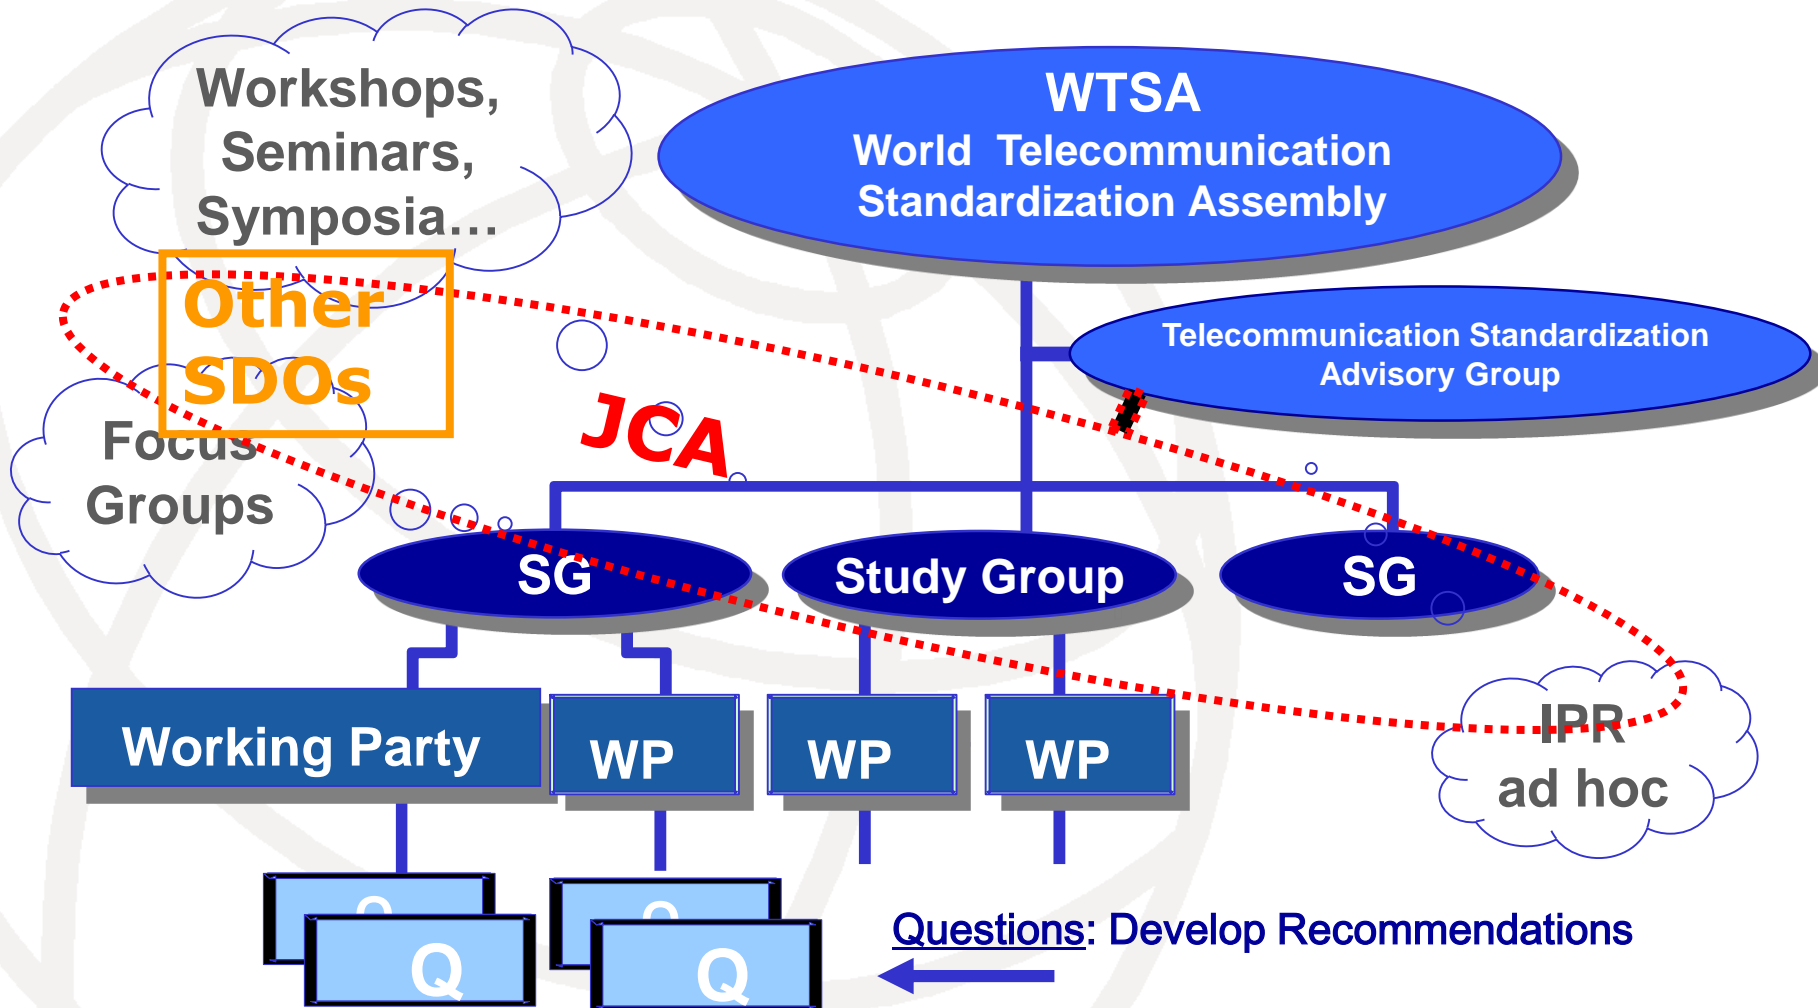 Workshops,
Seminars,
Symposia...
WTSA
World Telecommunication
Standardization Assembly
Other
SDOs
Telecommunication Standardization
Advisory Group
JCA
Focus
Groups
SG
Study Group
SG
Working Party
WP
WP
WP
IPR
ad hoc
Q
Q
Q
Q
Questions: Develop Recommendations